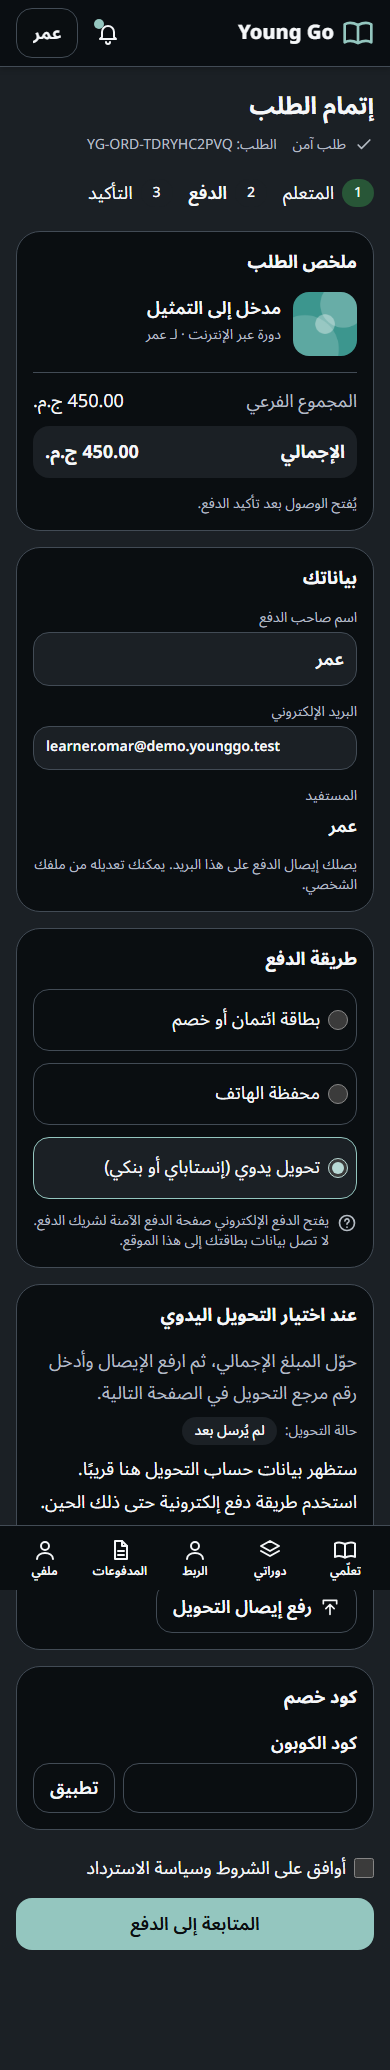 Young Go
عمر
إتمام الطلب
طلب آمن الطلب: YG-ORD-TDRYHC2PVQ
1 المتعلم 2 الدفع 3 التأكيد
ملخص الطلب
مدخل إلى التمثيل
دورة عبر الإنترنت · لـ عمر
المجموع الفرعي 450.00 ج.م.
الإجمالي 450.00 ج.م.
يُفتح الوصول بعد تأكيد الدفع.
بياناتك
اسم صاحب الدفع
عمر
البريد الإلكتروني
learner.omar@demo.younggo.test
المستفيد
عمر
يصلك إيصال الدفع على هذا البريد. يمكنك تعديله من ملفك
الشخصي.
طريقة الدفع
بطاقة ائتمان أو خصم
محفظة الهاتف
تحويل يدوي (إنستاباي أو بنكي)
يفتح الدفع الإلكتروني صفحة الدفع الآمنة لشريك الدفع.
لا تصل بيانات بطاقتك إلى هذا الموقع.
عند اختيار التحويل اليدوي
حوّل المبلغ الإجمالي، ثم ارفع الإيصال وأدخل
رقم مرجع التحويل في الصفحة التالية.
حالة التحويل: لم يُرسل بعد
ستظهر بيانات حساب التحويل هنا قريبًا.
استخدم طريقة دفع إلكترونية حتى ذلك الحين.
تعلّمي دوراتي الربط المدفوعات ملفي
رفع إيصال التحويل
كود خصم
كود الكوبون
تطبيق
أوافق على الشروط وسياسة الاسترداد
المتابعة إلى الدفع